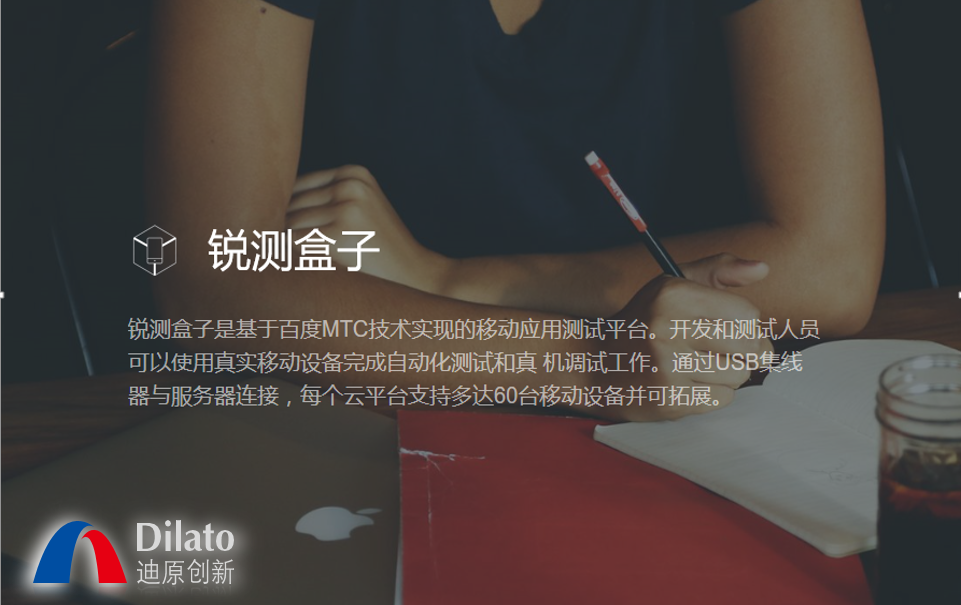 锐测盒子
锐测盒子是基于百度MTC技术实现的移动应用测试平台。开发和测试人员
可以使用真实移动设备完成自动化测试和真 机调试工作。通过USB集线
器与服务器连接，每个云平台支持多达60台移动设备并可拓展。
Dilato
迪原创新